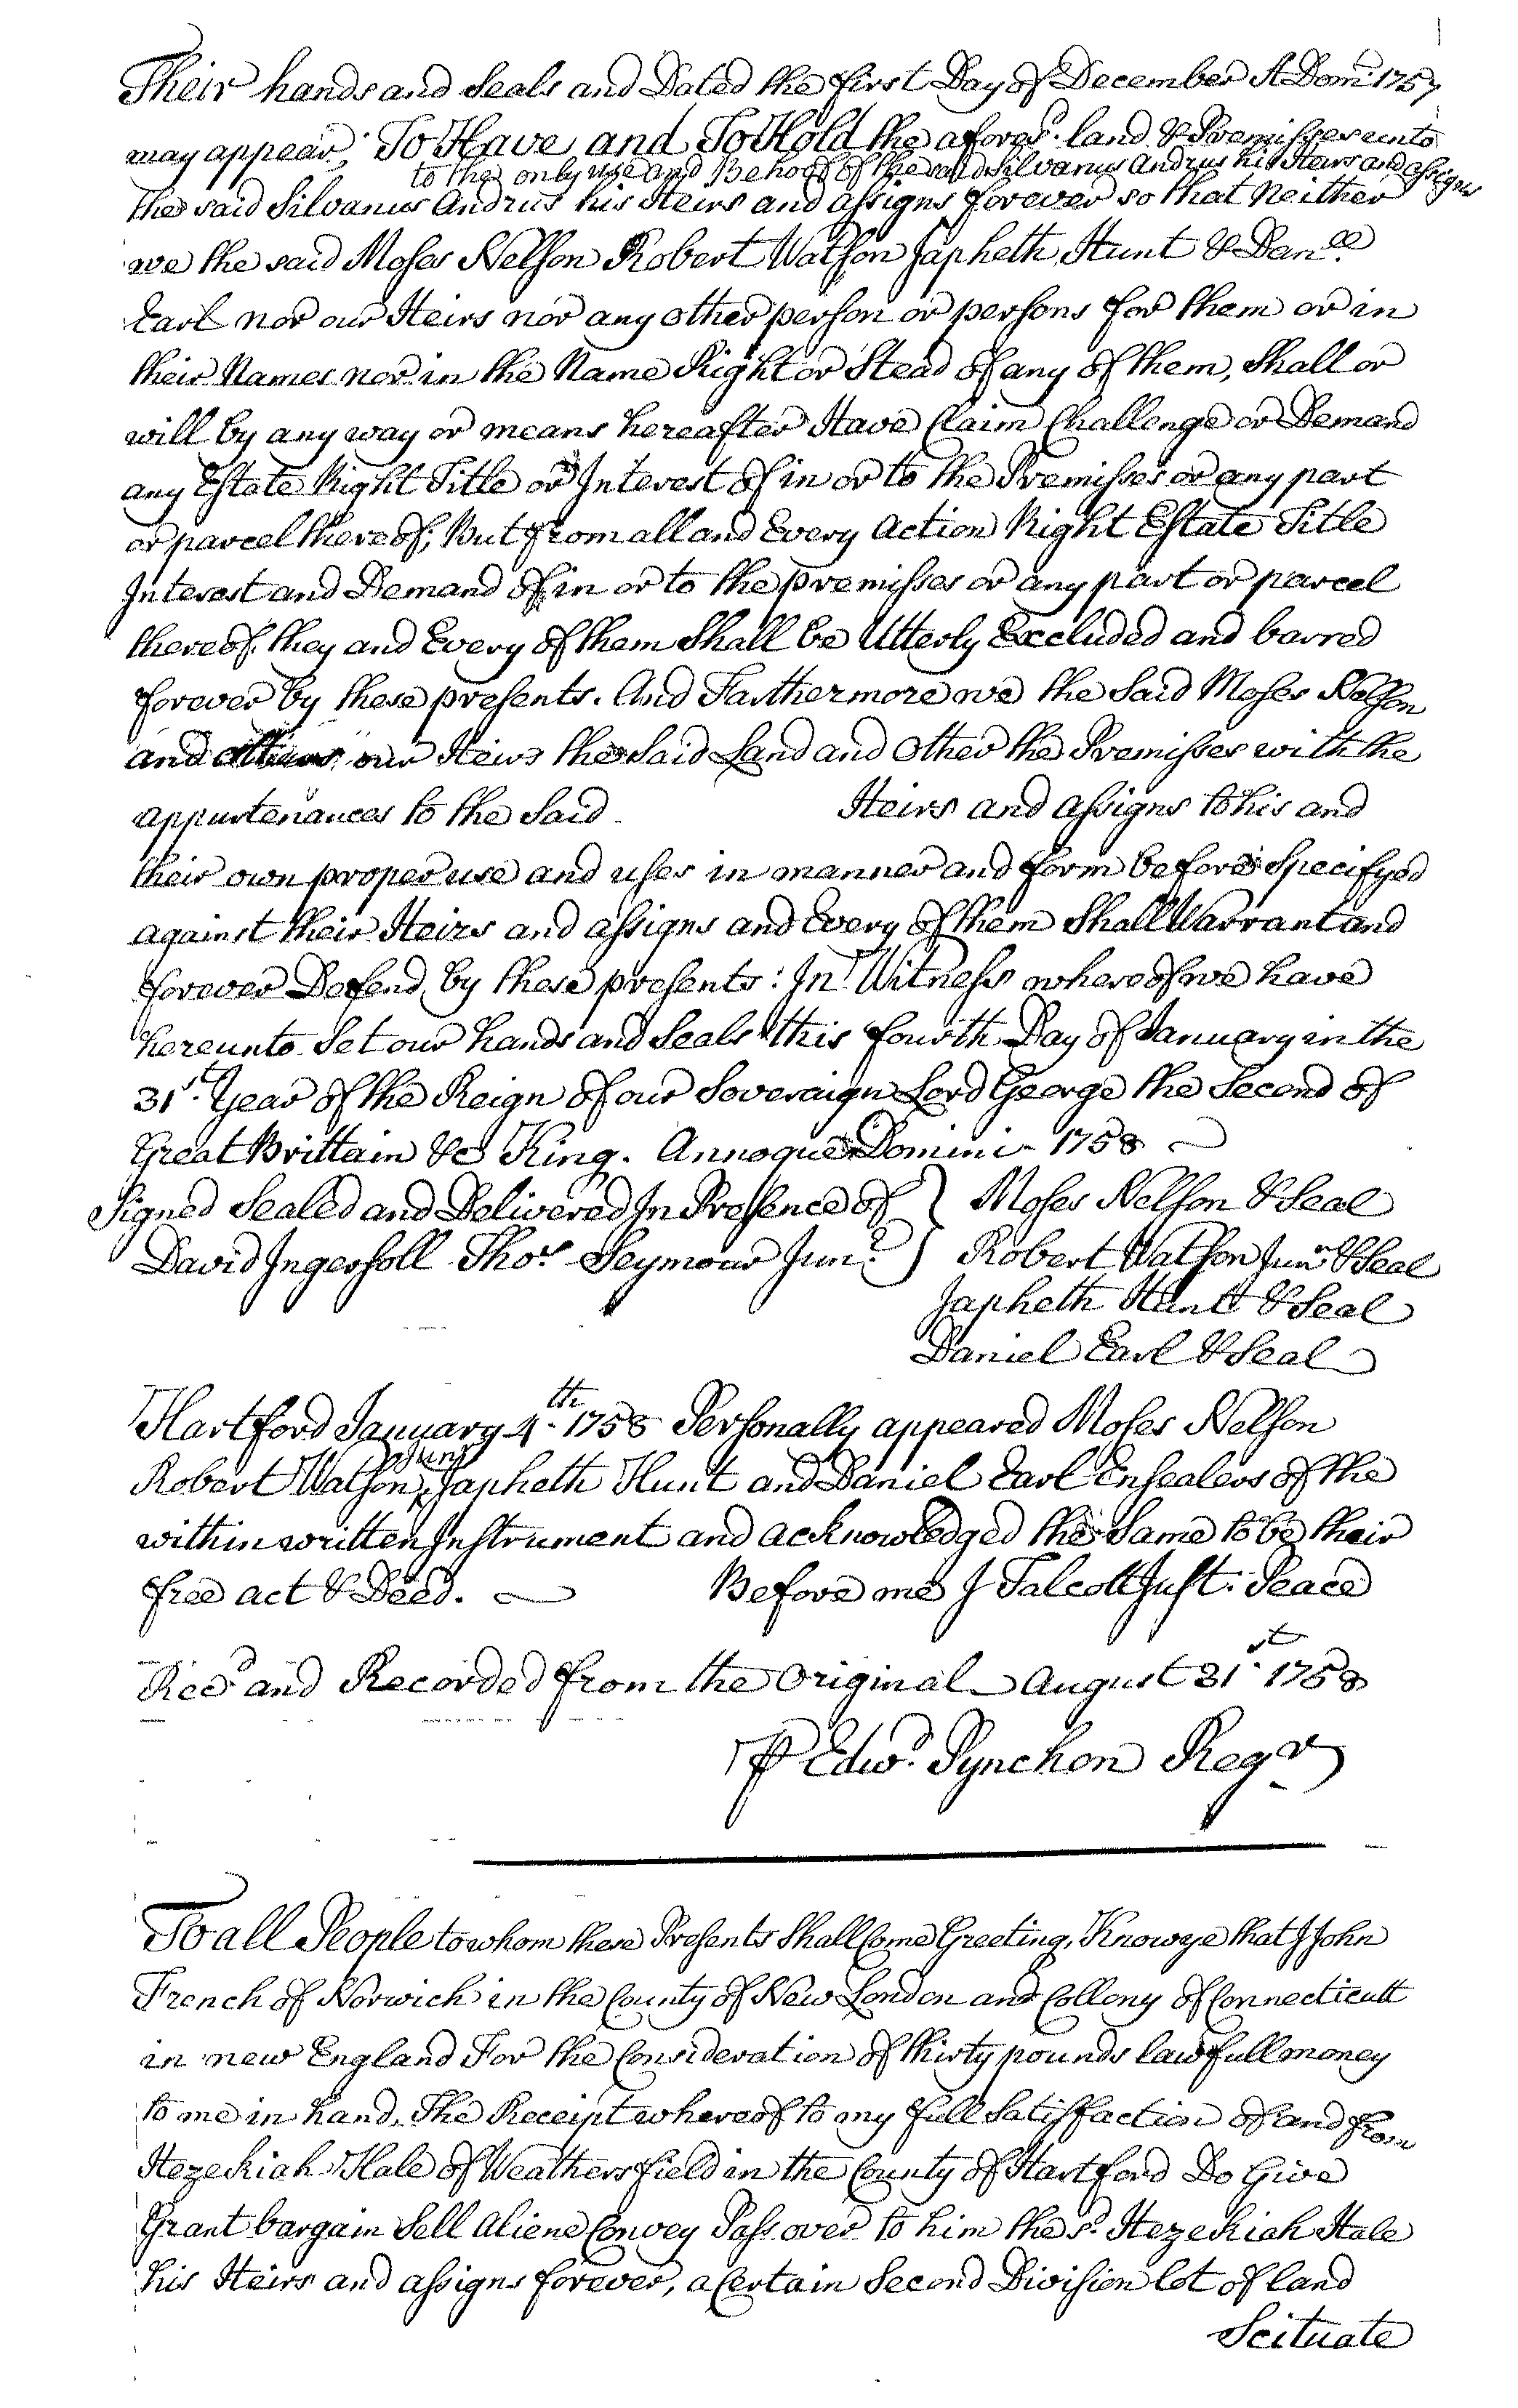 Their hands and Seals and Dated the first Day of December A Dom: 1757
may appear; To Have and To Hold the afores.d land & Premisses unto
to the only use and Behoof of the said Silvanus Andrus his Heirs and assigns
the said Silvanus Andrus his Heirs and assigns forever so that Neither
we the said Moses Nelson Robert Watson Japheth Hunt & Dan.ll
Earl nor our Heirs nor any other person or persons for them or in
their Names nor in the Name Right or Stead of any of them, Shall or
will by any way or means hereafter Have Claim Challenge or Demand
any Estate Right Title or Interest of in or to the Premisses or any part
or parcel thereof; But from all and Every action Right Estate Title
Interest and Demand of in or to the premisses or any part or parcel
thereof they and Every of them Shall be Utterly Excluded and barred
forever by these presents. And Farthermore we the Said Moses Nelson
and others our Heirs the Said Land and Other the Premisses with the
appurtenances to the Said Heirs and assigns to his and
their own proper use and uses in manner and form before Specifyed
against their Heirs and assigns and Every of them Shall Warrant and
forever Defend by these presents: In Witness whereof we have
hereunto Set our hands and Seals this fourth Day of January in the
31st. Year of the Reign of our Soveraign Lord George the Second of
Great Brittain &c King. Annoque Domini 1758
Signed Sealed and Delivered In Presence of } Moses Nelson & Seal
David Ingersoll Thos. Seymour Junr. } Robert Watson Junr & Seal
Japheth Hunt & Seal
Daniel Earl & Seal
Hartford January 4th. 1758 Personally appeared Moses Nelson
Robert Watson Junr Japheth Hunt and Daniel Earl Ensealers of the
within written Instrument and acknowledged the Same to be their
free act & Deed. Before me J Talcott Just: Peace
Recd. and Recorded from the Original August 31st. 1758
P Edwd. Pynchon Regr
To all People to whom these Presents Shall Come Greeting, Know ye that I John
French of Norwich in the County of New London and Collony of Connecticutt
in new England For the Consideration of thirty pounds lawfull money
to me in hand, The Receipt whereof to my full Satisfaction of and from
Hezekiah Hale of Weathersfield in the County of Hartford Do Give
Grant bargain Sell Aliene Convey Pass over to him the sd. Hezekiah Hale
his Heirs and assigns forever, a Certain Second Division lot of land
Scituate